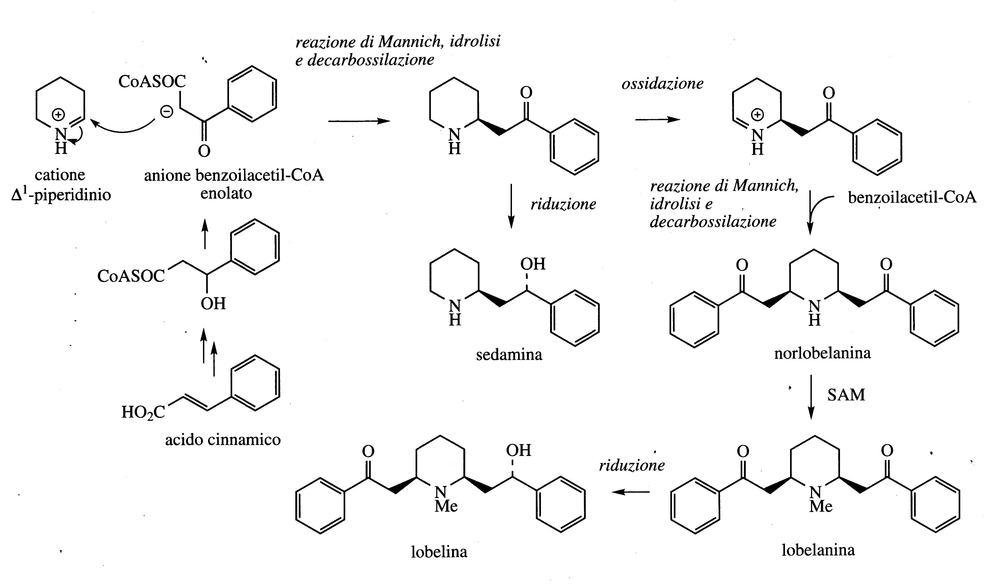 reazione di Mannich, idrolisi
e decarbossilazione
CoASOC
⊕
N
H
⊖
O
catione
Δ¹-piperidinio
anione benzoilacetil-CoA
enolato
O
N
H
ossidazione
O
⊕
N
H
riduzione
reazione di Mannich,
idrolisi e
decarbossilazione
benzoilacetil-CoA
CoASOC
OH
OH
N
H
sedamina
O
O
N
H
norlobelanina
SAM
HO₂C
acido cinnamico
O
OH
N
Me
lobelina
riduzione
O
O
N
Me
lobelanina